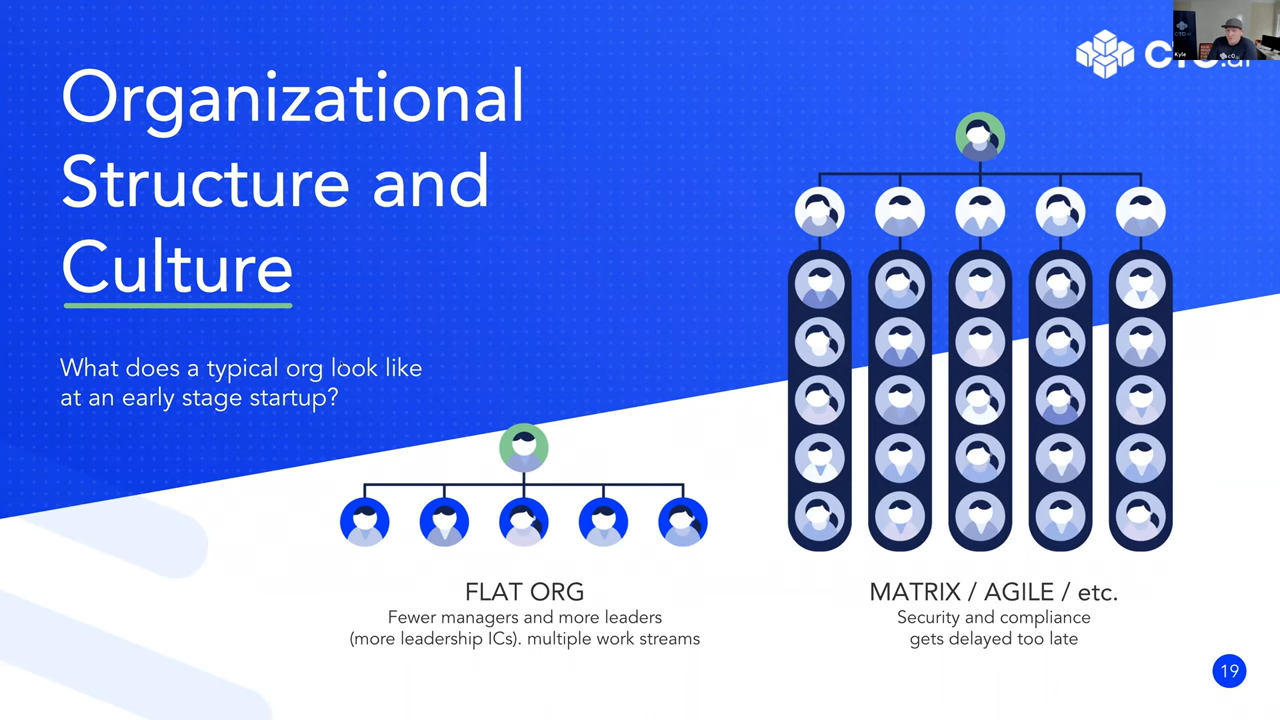 Organizational
Structure and
Culture
What does a typical org look like
at an early stage startup?
FLAT ORG
Fewer managers and more leaders
(more leadership ICs). multiple work streams
MATRIX / AGILE / etc.
Security and compliance
gets delayed too late
19
Kyle